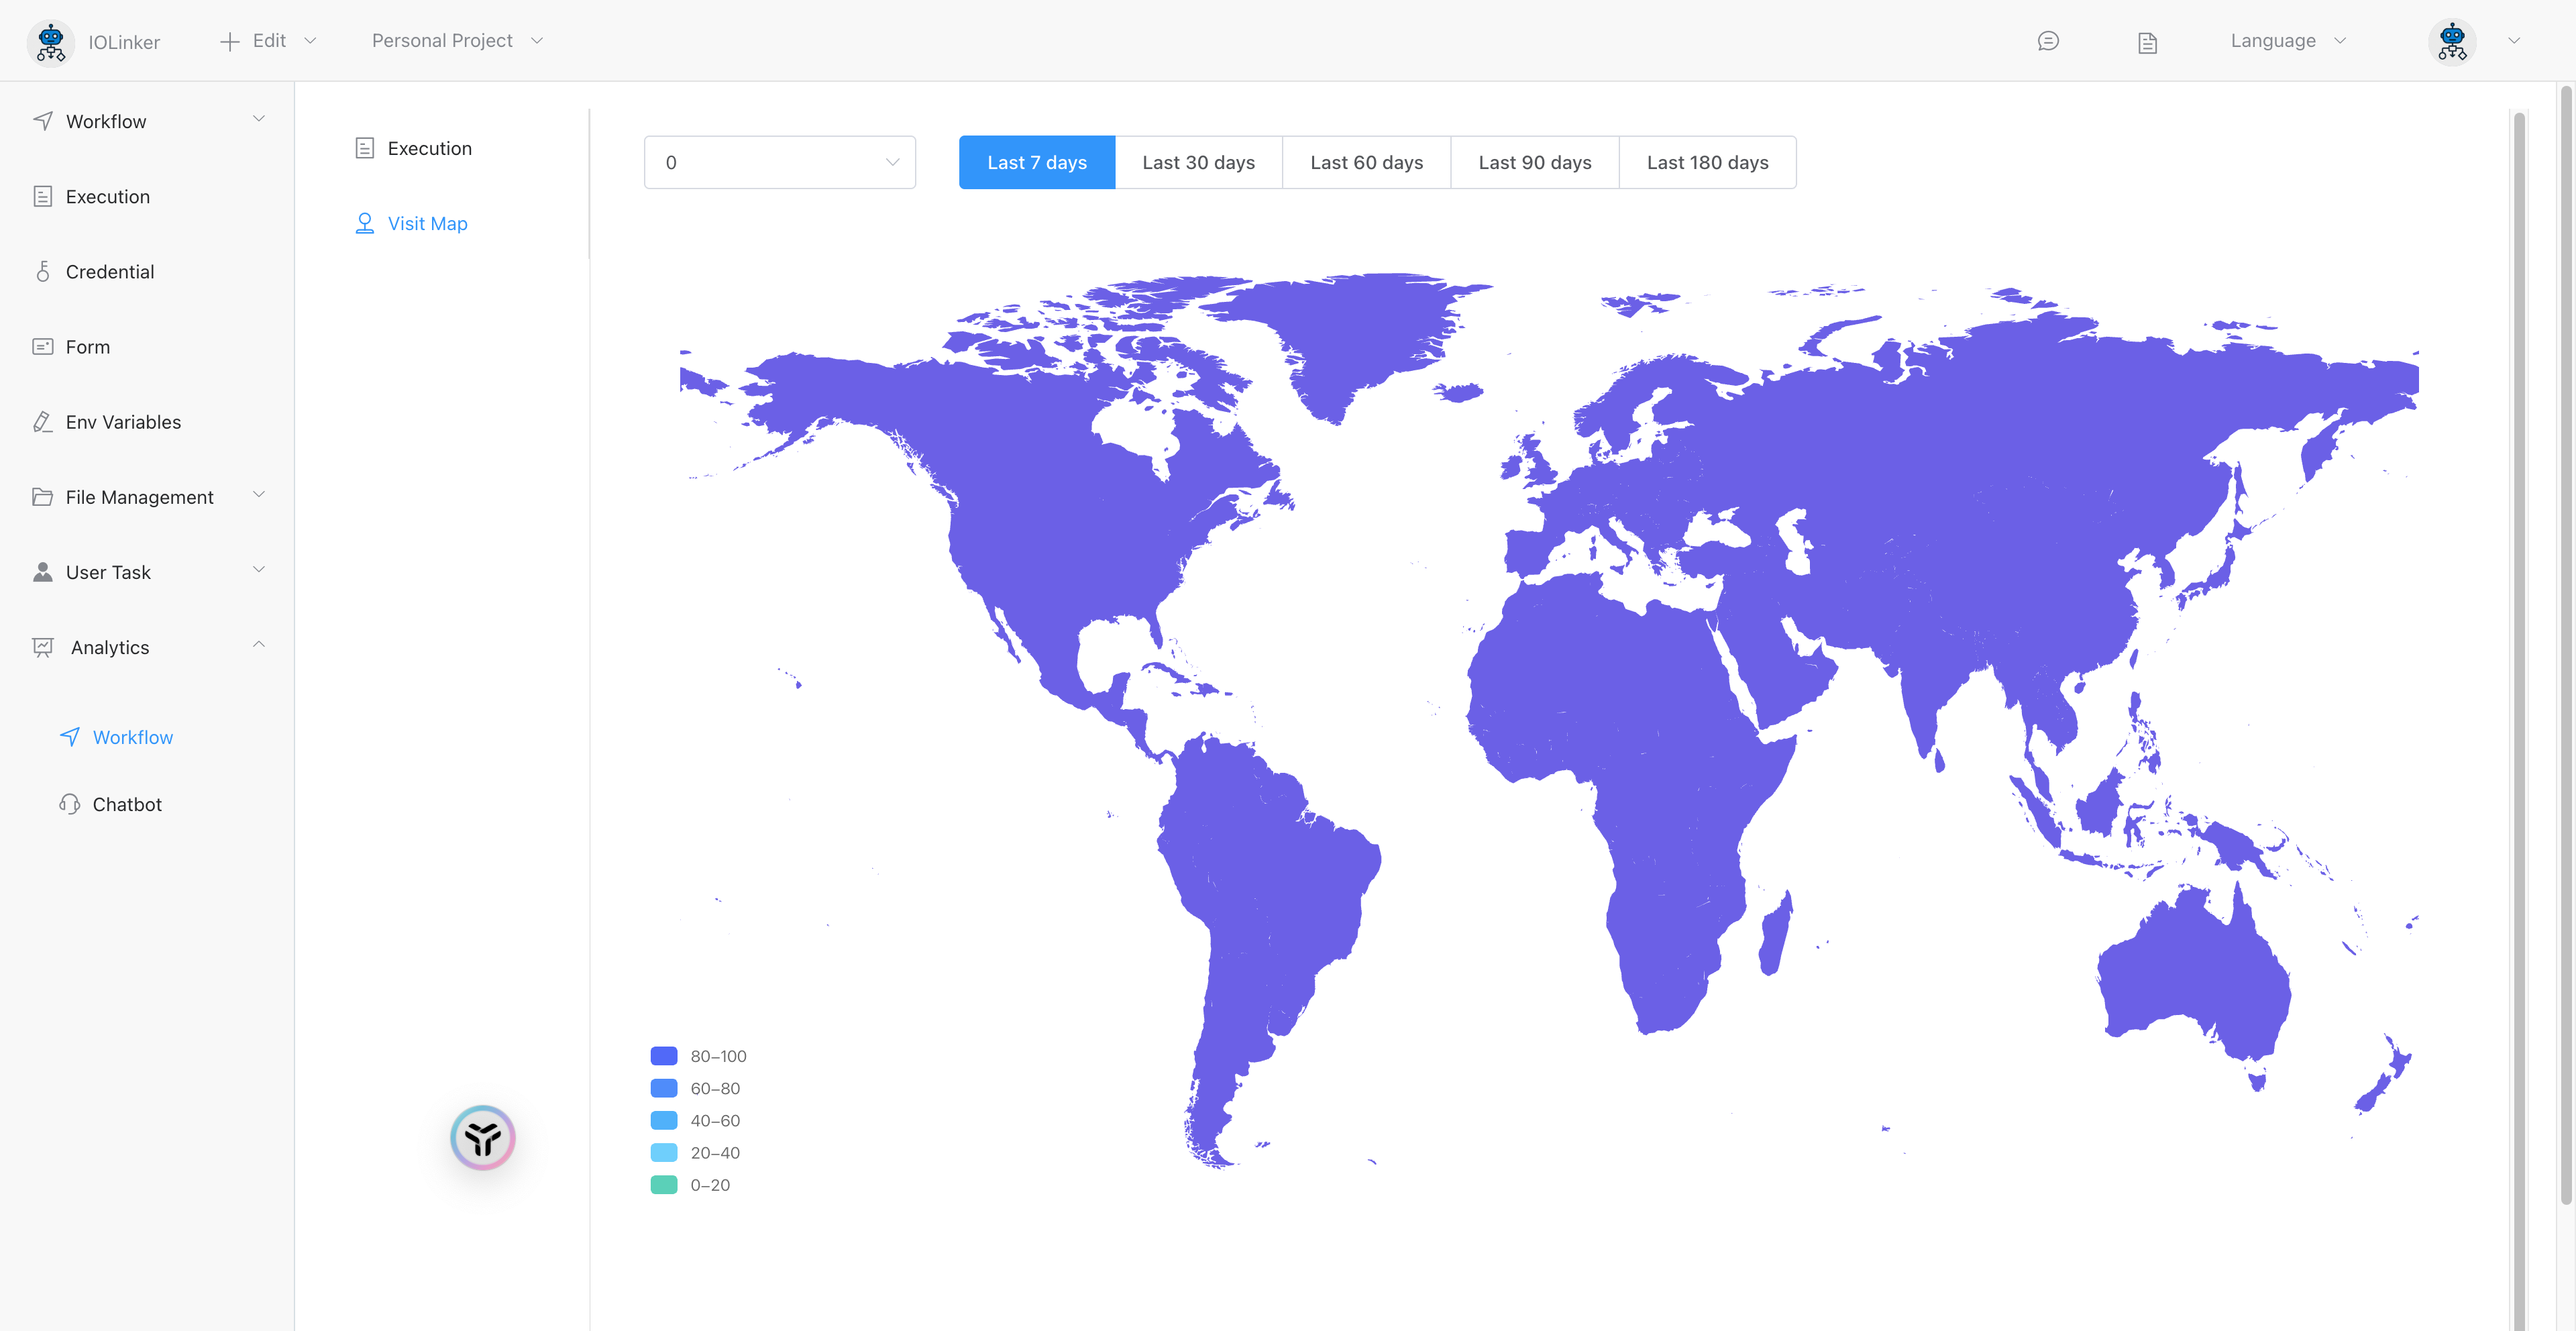 IOLinker
Edit
Personal Project
Language
Workflow
Execution
Credential
Form
Env Variables
File Management
User Task
Analytics
Workflow
Chatbot
Execution
Visit Map
0
Last 7 days
Last 30 days
Last 60 days
Last 90 days
Last 180 days
80–100
60–80
40–60
20–40
0–20